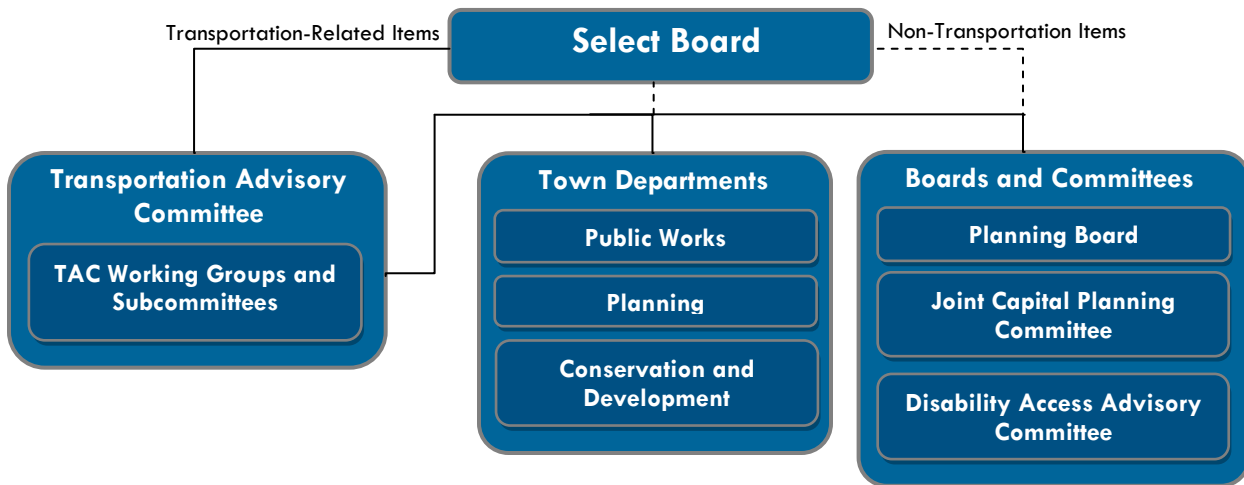 Transportation-Related Items
Select Board
Non-Transportation Items
Transportation Advisory
Committee
TAC Working Groups and
Subcommittees
Town Departments
Public Works
Planning
Conservation and
Development
Boards and Committees
Planning Board
Joint Capital Planning
Committee
Disability Access Advisory
Committee